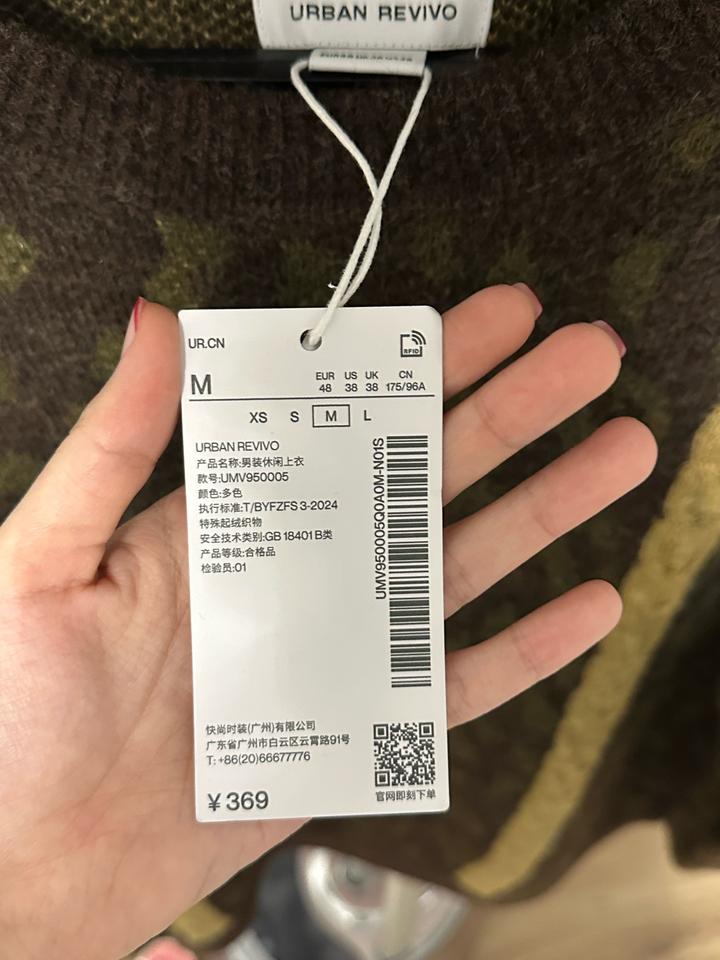 URBAN REVIVO
UR.CN
RFID
M
EUR US UK CN
48 38 38 175/96A
XS S M L
URBAN REVIVO
产品名称:男装休闲上衣
款号:UMV950005
颜色:多色
执行标准:T/BYFZFS 3-2024
特殊起绒织物
安全技术类别:GB 18401 B类
产品等级:合格品
检验员:01
UMV950005Q0A0M-N01S
快尚时装(广州)有限公司
广东省广州市白云区云霄路91号
T: +86(20)66677776
¥ 369
官网即刻下单